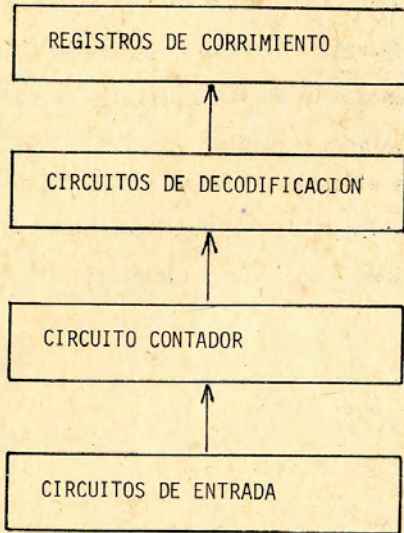 REGISTROS DE CORRIMIENTO
CIRCUITOS DE DECODIFICACION
CIRCUITO CONTADOR
CIRCUITOS DE ENTRADA